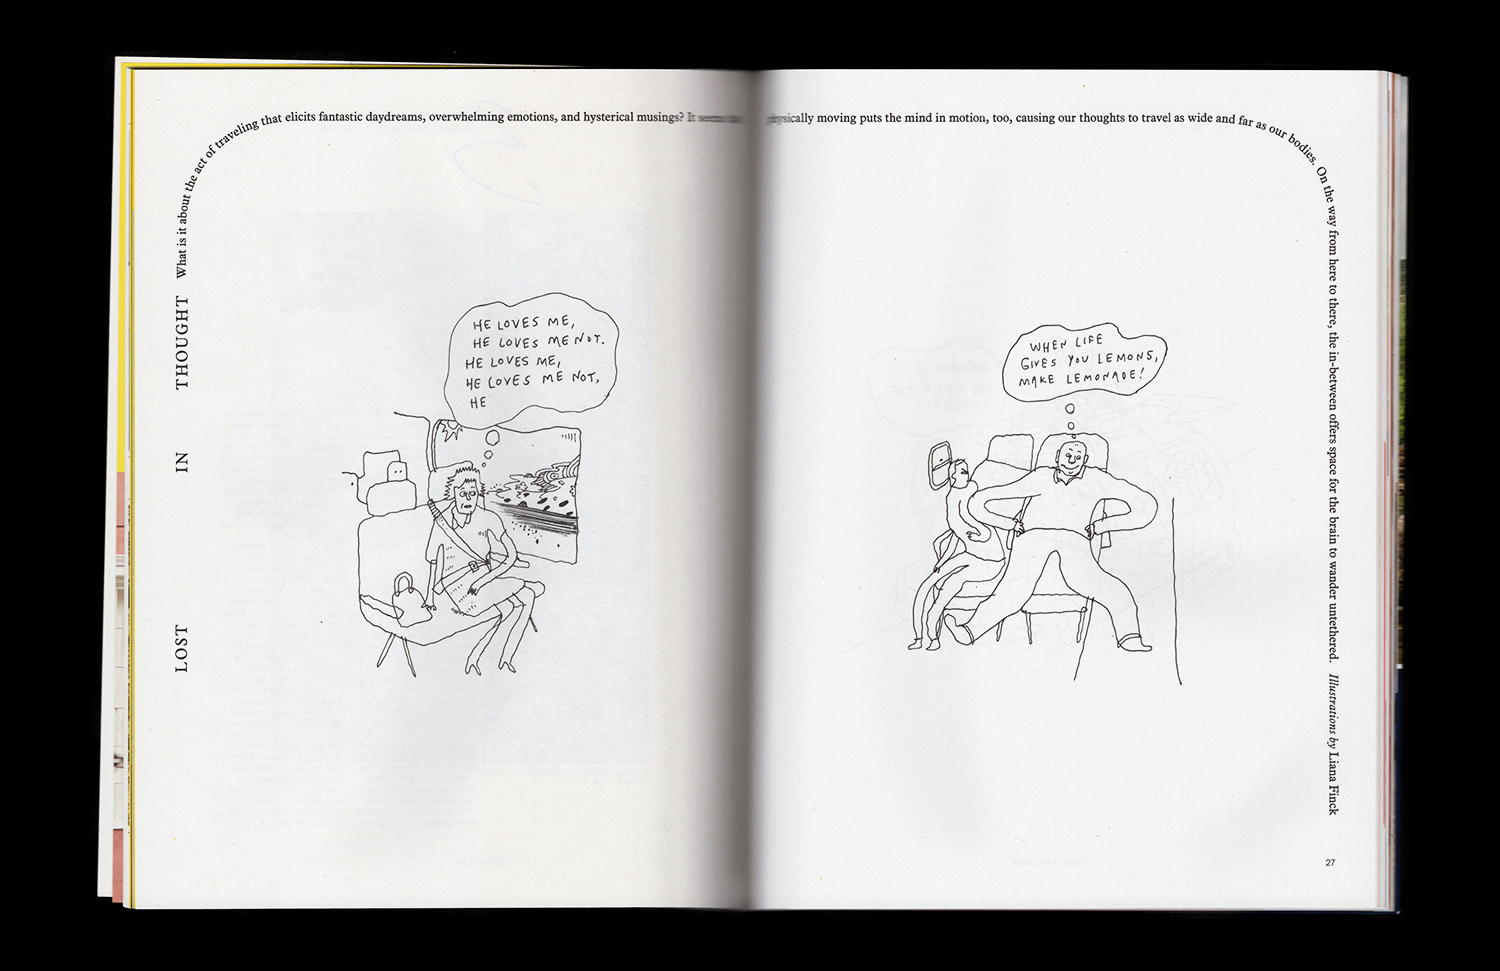 LOST IN THOUGHT What is it about the act of traveling that elicits fantastic daydreams, overwhelming emotions, and hysterical musings? It seems physically moving puts the mind in motion, too, causing our thoughts to travel as wide and far as our bodies. On the way from here to there, the in-between offers space for the brain to wander untethered. Illustrations by Liana Finck
HE LOVES ME,
HE LOVES ME NOT.
HE LOVES ME,
HE LOVES ME NOT,
HE
WHEN LIFE
GIVES YOU LEMONS,
MAKE LEMONADE!
27